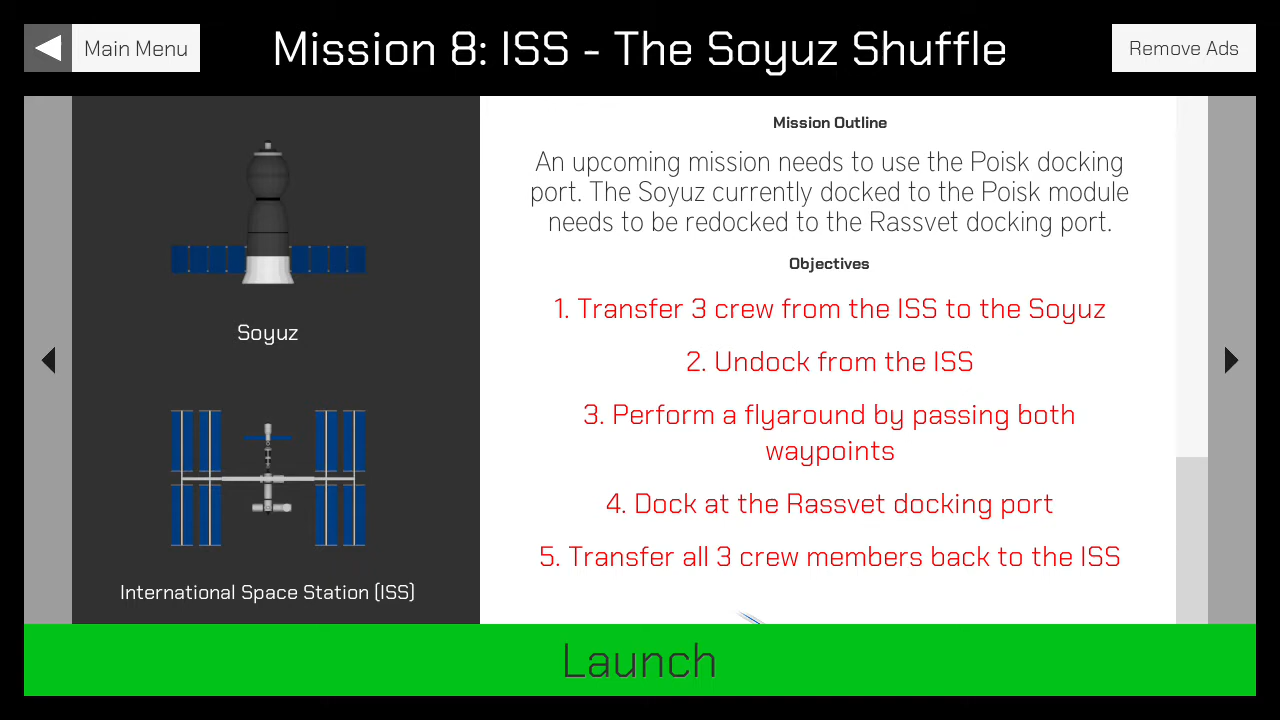 Main Menu
Mission 8: ISS - The Soyuz Shuffle
Remove Ads
Soyuz
International Space Station (ISS)
Mission Outline
An upcoming mission needs to use the Poisk docking
port. The Soyuz currently docked to the Poisk module
needs to be redocked to the Rassvet docking port.
Objectives
1. Transfer 3 crew from the ISS to the Soyuz
2. Undock from the ISS
3. Perform a flyaround by passing both
waypoints
4. Dock at the Rassvet docking port
5. Transfer all 3 crew members back to the ISS
Launch